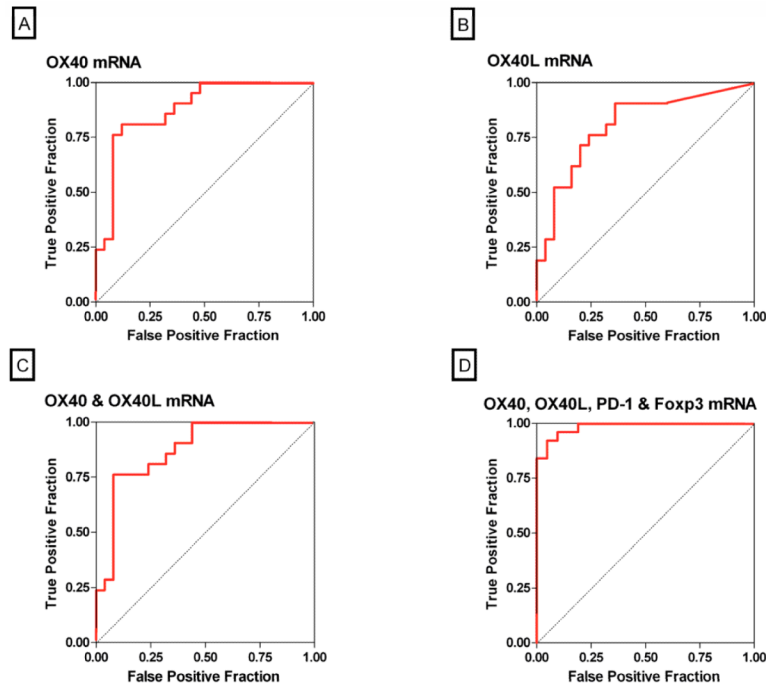 A
OX40 mRNA
1.00
0.75
0.50
0.25
0.00
0.00 0.25 0.50 0.75 1.00
True Positive Fraction
False Positive Fraction
B
OX40L mRNA
1.00
0.75
0.50
0.25
0.00
0.00 0.25 0.50 0.75 1.00
True Positive Fraction
False Positive Fraction
C
OX40 & OX40L mRNA
1.00
0.75
0.50
0.25
0.00
0.00 0.25 0.50 0.75 1.00
True Positive Fraction
False Positive Fraction
D
OX40, OX40L, PD-1 & Foxp3 mRNA
1.00
0.75
0.50
0.25
0.00
0.00 0.25 0.50 0.75 1.00
True Positive Fraction
False Positive Fraction